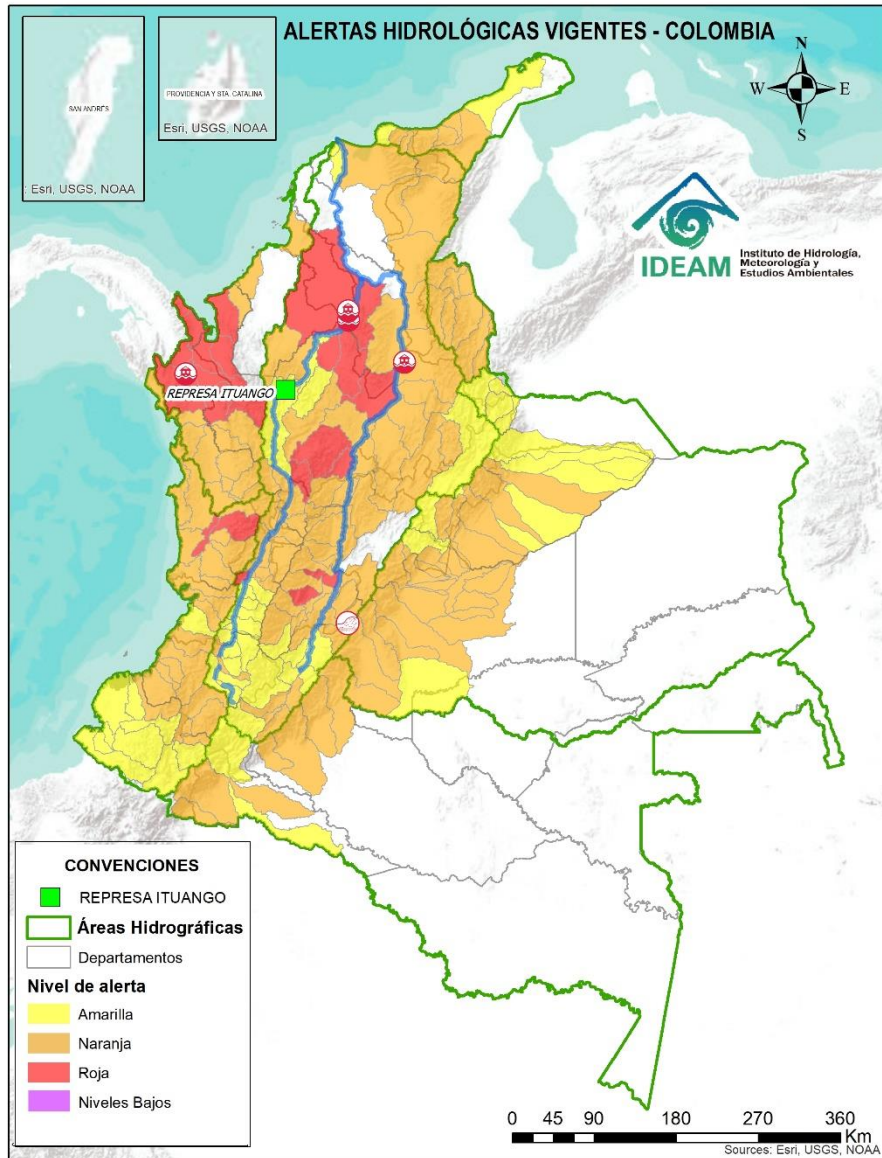 ALERTAS HIDROLÓGICAS VIGENTES - COLOMBIA
SAN ANDRÉS
: Esri, USGS, NOAA
PROVIDENCIA Y STA. CATALINA
Esri, USGS, NOAA
N
W
E
S
IDEAM
Instituto de Hidrología,
Meteorología y
Estudios Ambientales
REPRESA ITUANGO
CONVENCIONES
REPRESA ITUANGO
Áreas Hidrográficas
Departamentos
Nivel de alerta
Amarilla
Naranja
Roja
Niveles Bajos
0 45 90 180 270 360
Km
Sources: Esri, USGS, NOAA